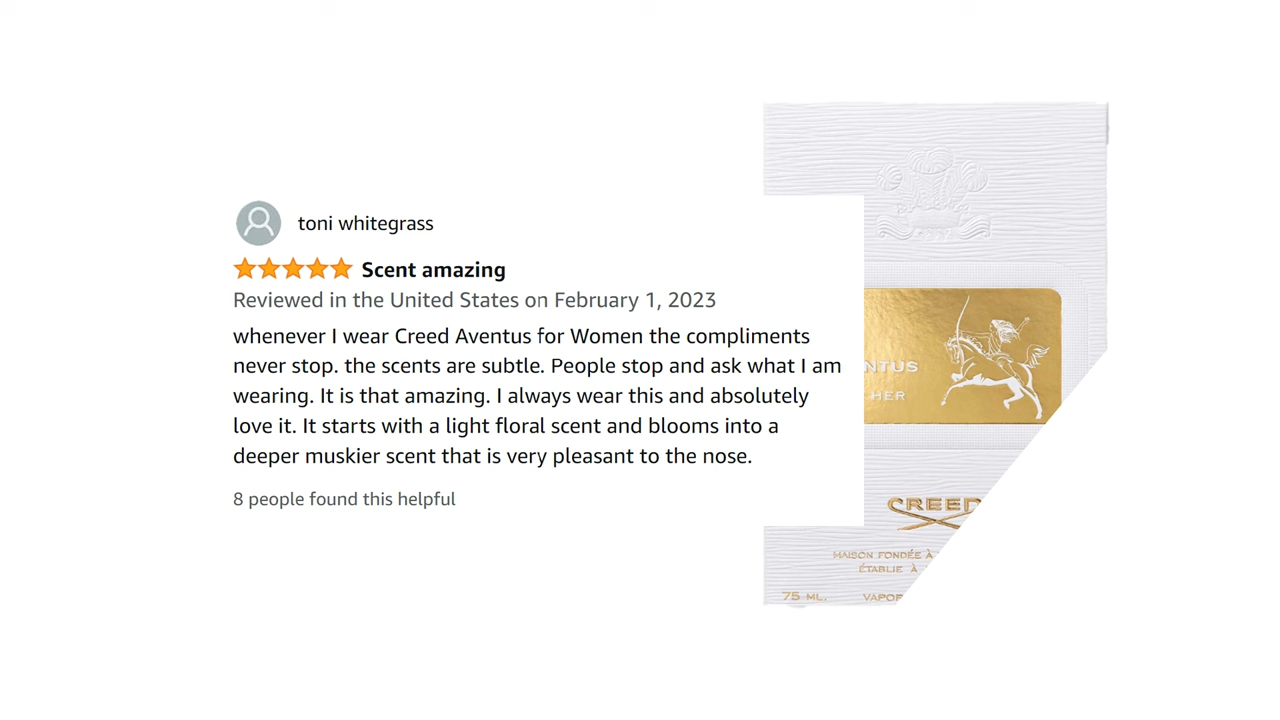 toni whitegrass
Scent amazing
Reviewed in the United States on February 1, 2023
whenever I wear Creed Aventus for Women the compliments
never stop. the scents are subtle. People stop and ask what I am
wearing. It is that amazing. I always wear this and absolutely
love it. It starts with a light floral scent and blooms into a
deeper muskier scent that is very pleasant to the nose.
8 people found this helpful
NTUS
HER
CREED
MAISON FONDÉE À
ÉTABLIE À
75 ML. VAPOR